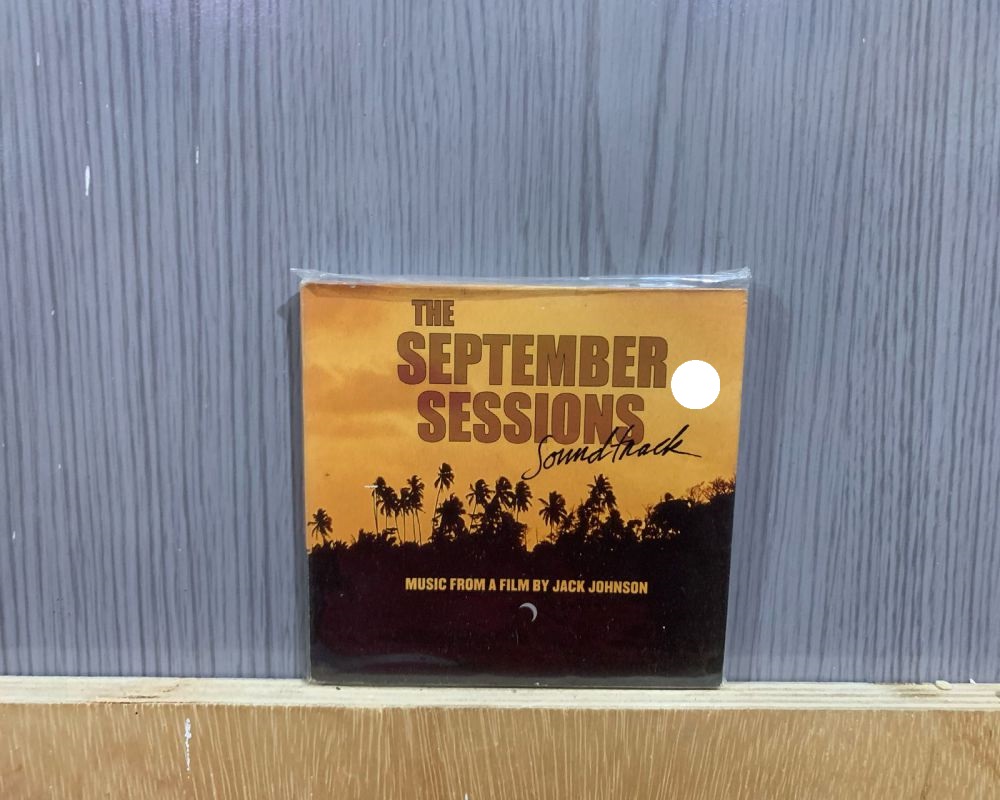 THE
SEPTEMBER
SESSIONS
Soundtrack
MUSIC FROM A FILM BY JACK JOHNSON